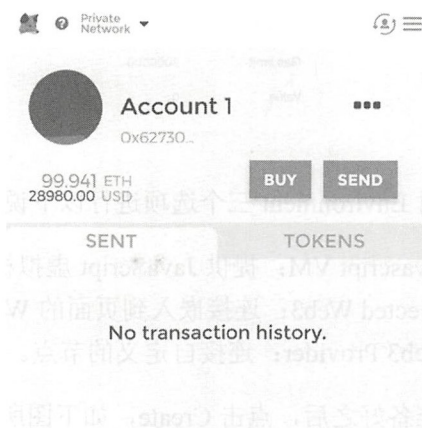 Private
Network
Account 1
0x62730...
99.941 ETH
28980.00 USD
BUY
SEND
SENT
TOKENS
No transaction history.